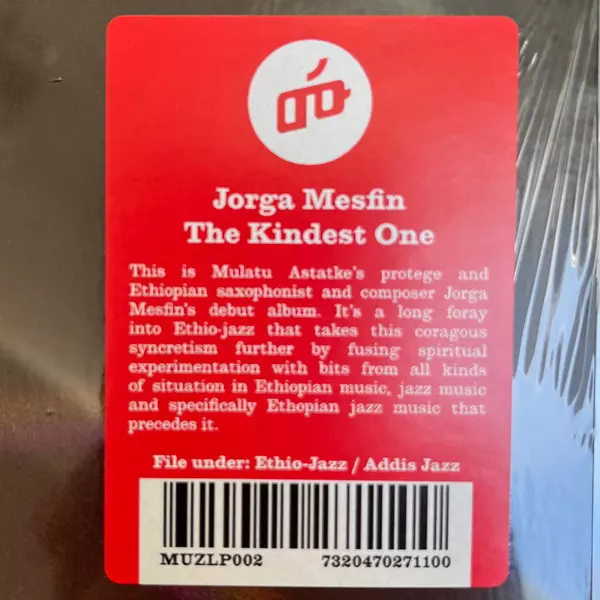 Jorga Mesfin
The Kindest One
This is Mulatu Astatke's protege and
Ethiopian saxophonist and composer Jorga
Mesfin's debut album. It's a long foray
into Ethio-jazz that takes this coragous
syncretism further by fusing spiritual
experimentation with bits from all kinds
of situation in Ethiopian music, jazz music
and specifically Ethopian jazz music that
precedes it.
File under: Ethio-Jazz / Addis Jazz
MUZLP002 7320470271100